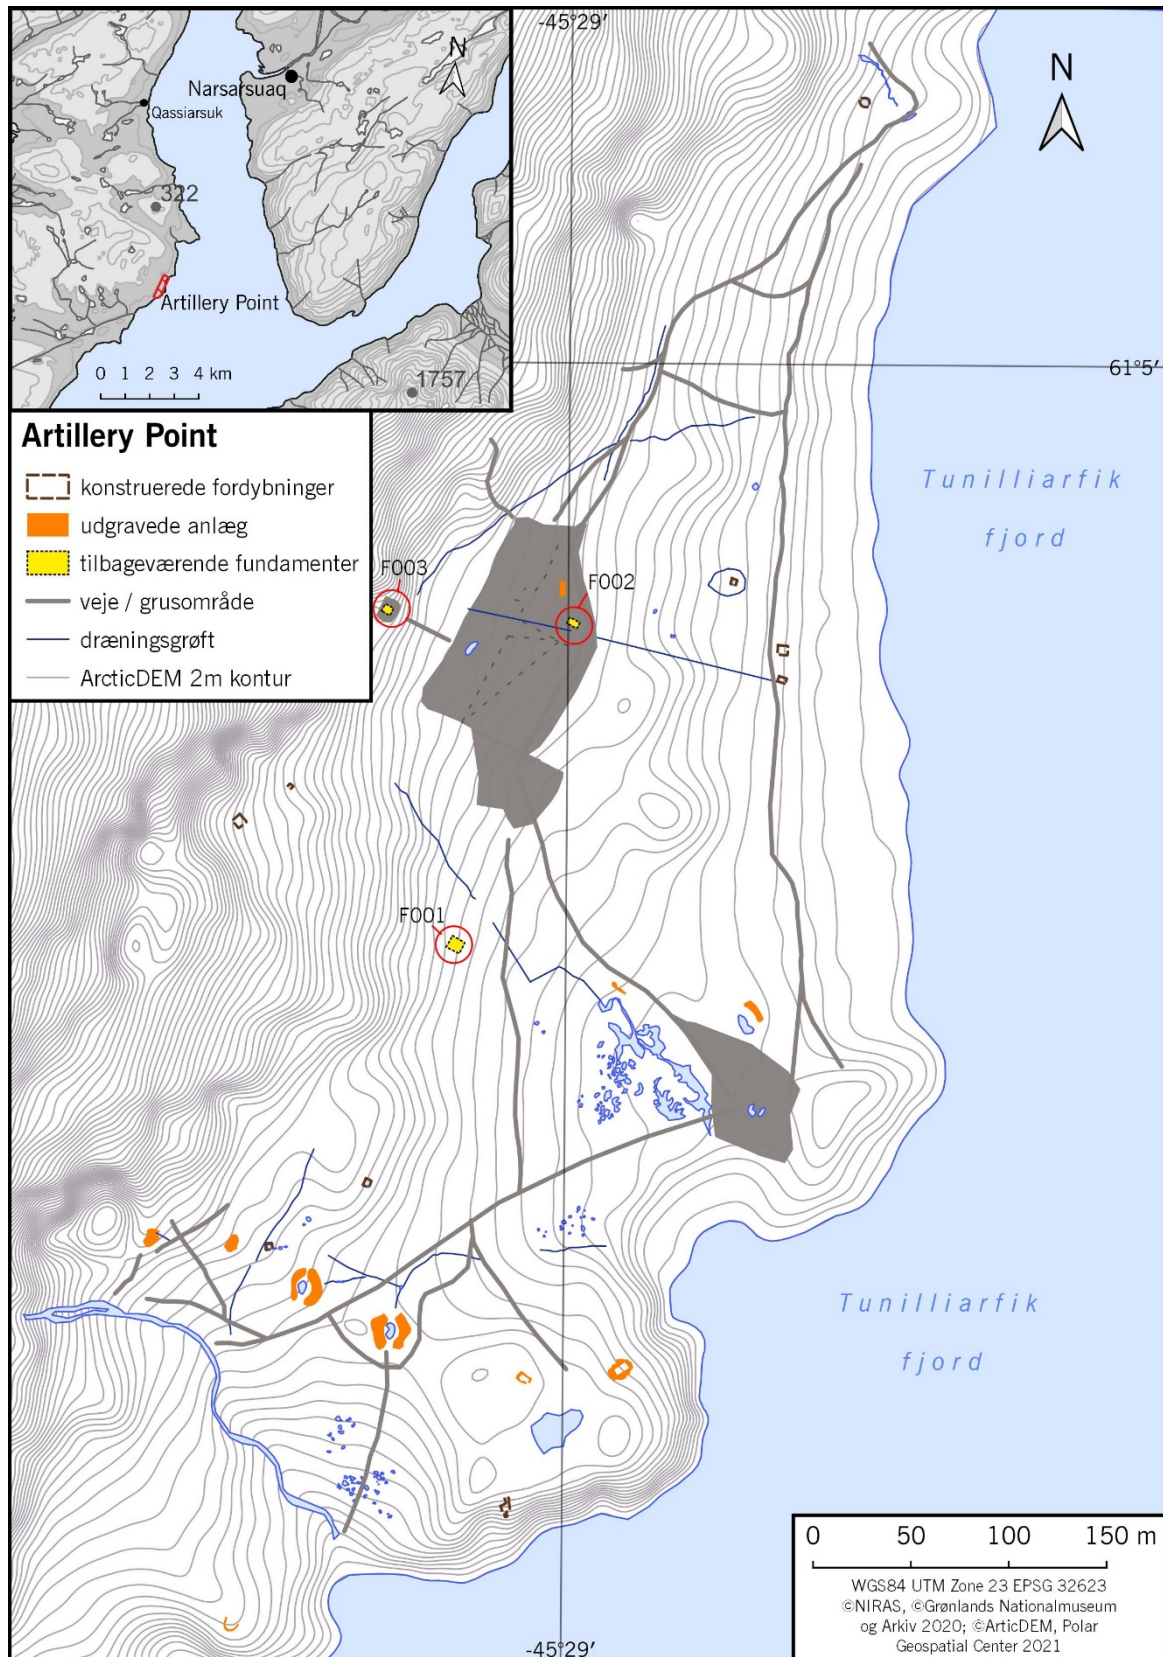 -45°29′
N
Narsarsuaq
Qassiarsuk
322
Artillery Point
0 1 2 3 4 km
1757
N
61°5′
Artillery Point
konstruerede fordybninger
udgravede anlæg
tilbageværende fundamenter
veje / grusområde
dræningsgrøft
ArcticDEM 2m kontur
Tunilliarfik
fjord
F003
F002
F001
Tunilliarfik
fjord
0 50 100 150 m
WGS84 UTM Zone 23 EPSG 32623
©NIRAS, ©Grønlands Nationalmuseum
og Arkiv 2020; ©ArticDEM, Polar
Geospatial Center 2021
-45°29′